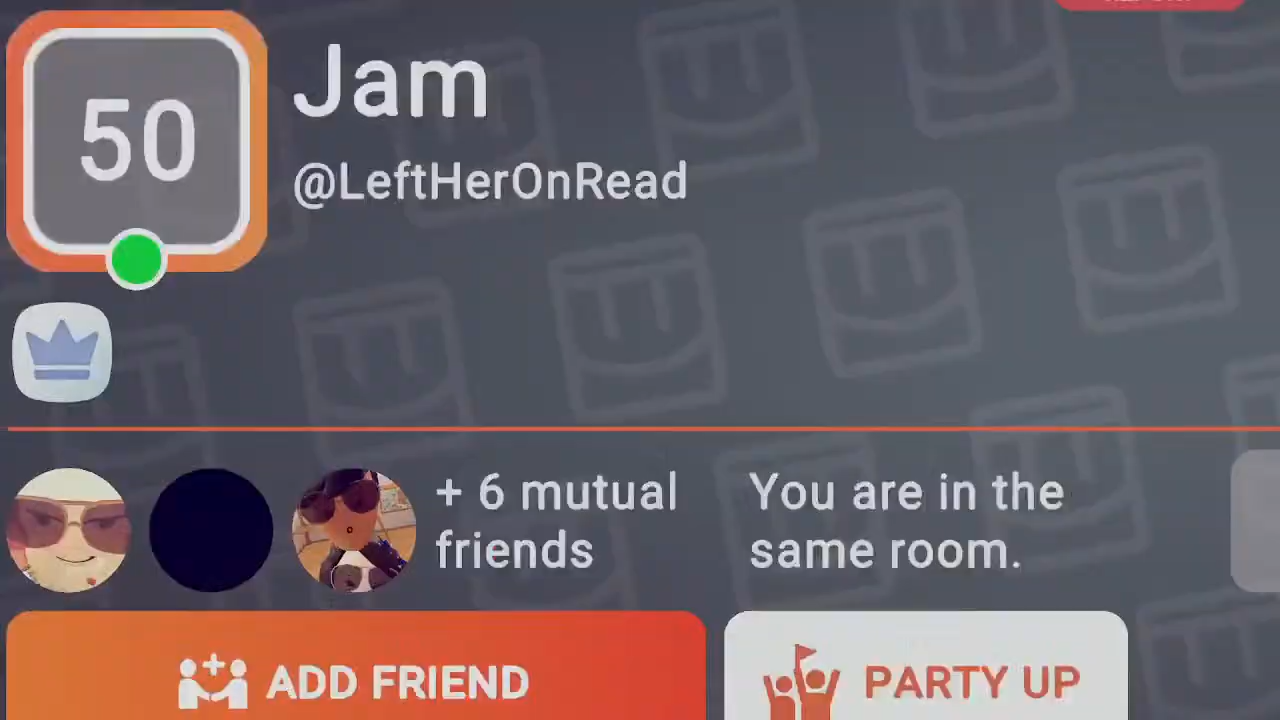 50
Jam
@LeftHerOnRead
+ 6 mutual
friends
You are in the
same room.
ADD FRIEND
PARTY UP